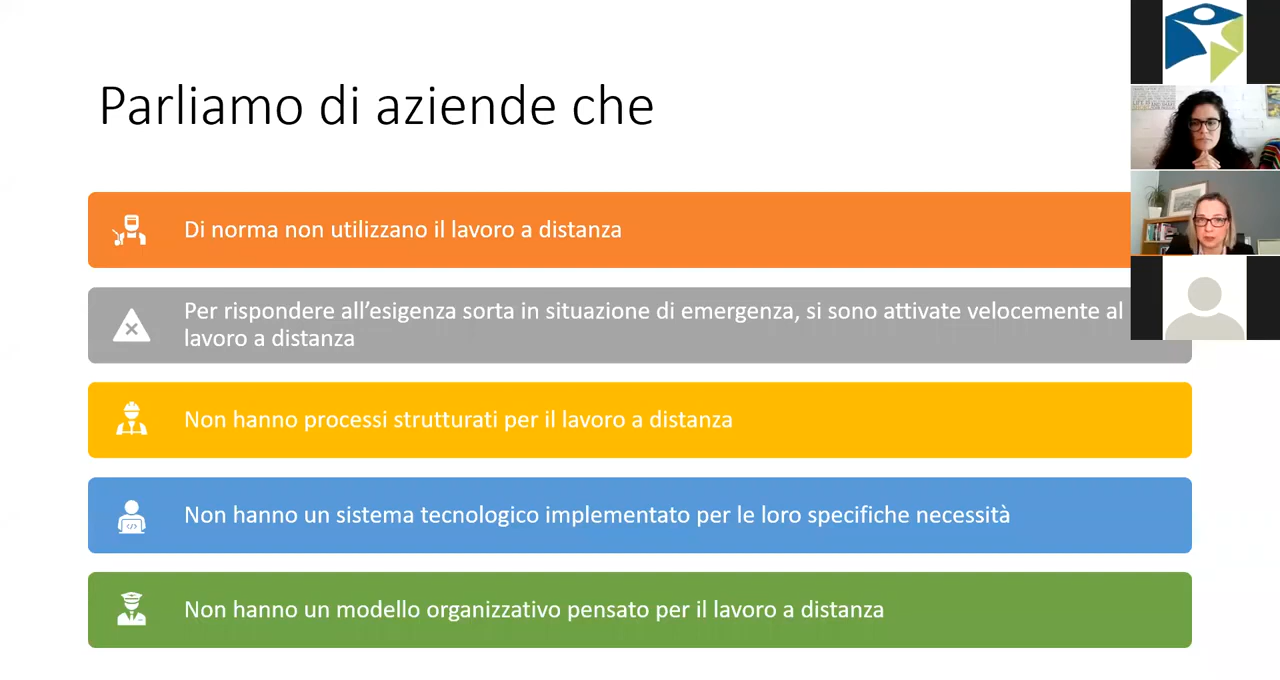 Parliamo di aziende che
Di norma non utilizzano il lavoro a distanza
Per rispondere all’esigenza sorta in situazione di emergenza, si sono attivate velocemente al
lavoro a distanza
Non hanno processi strutturati per il lavoro a distanza
Non hanno un sistema tecnologico implementato per le loro specifiche necessità
Non hanno un modello organizzativo pensato per il lavoro a distanza